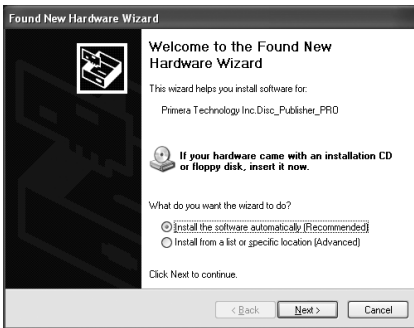 Found New Hardware Wizard
Welcome to the Found New
Hardware Wizard
This wizard helps you install software for:
Primera Technology Inc.Disc_Publisher_PRO
If your hardware came with an installation CD
or floppy disk, insert it now.
What do you want the wizard to do?
Install the software automatically (Recommended)
Install from a list or specific location (Advanced)
Click Next to continue.
< Back Next > Cancel